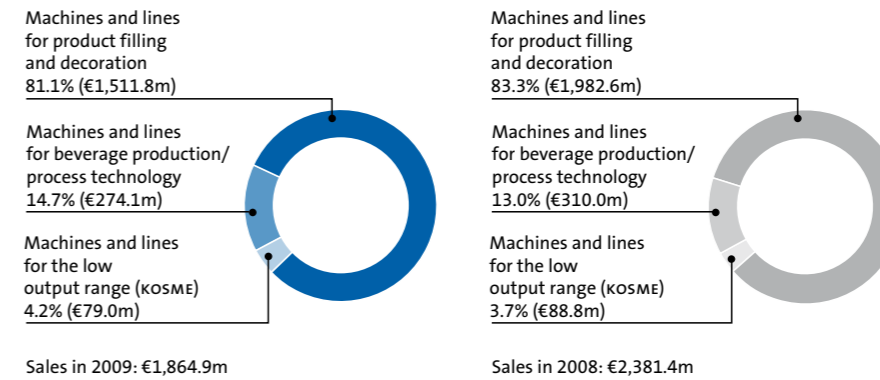 Machines and lines
for product filling
and decoration
81.1% (€1,511.8m)
Machines and lines
for beverage production/
process technology
14.7% (€274.1m)
Machines and lines
for the low
output range (KOSME)
4.2% (€79.0m)
Sales in 2009: €1,864.9m
Machines and lines
for product filling
and decoration
83.3% (€1,982.6m)
Machines and lines
for beverage production/
process technology
13.0% (€310.0m)
Machines and lines
for the low
output range (KOSME)
3.7% (€88.8m)
Sales in 2008: €2,381.4m